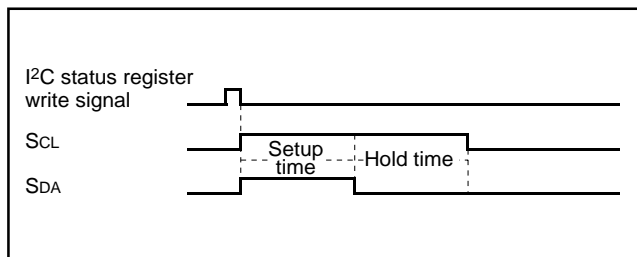 I²C status register
write signal
SCL
Setup
time
Hold time
SDA